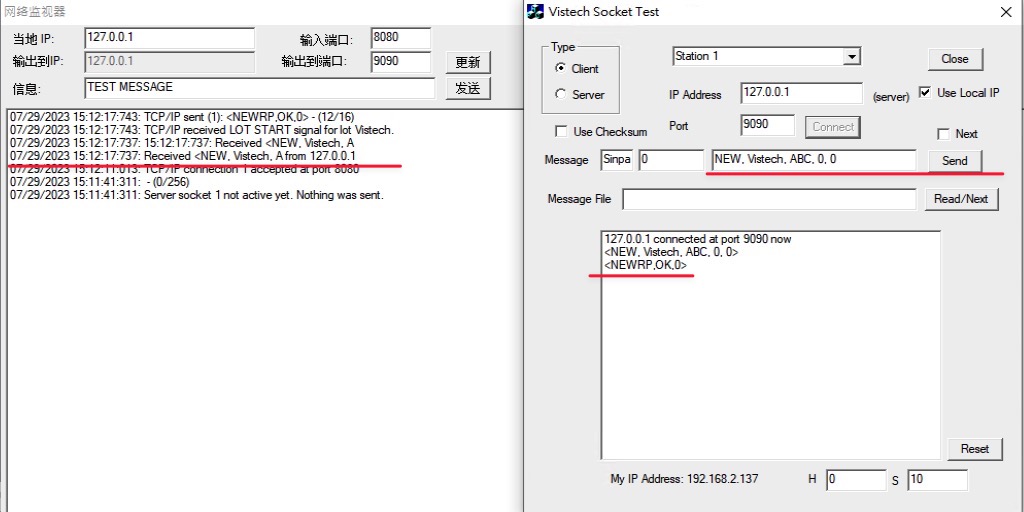 网络监视器
当地 IP: 127.0.0.1 输入端口: 8080
输出到IP: 127.0.0.1 输出到端口: 9090 更新
信息: TEST MESSAGE 发送
07/29/2023 15:12:17:743: TCP/IP sent (1): <NEWRP,OK,0> - (12/16)
07/29/2023 15:12:17:743: TCP/IP received LOT START signal for lot Vistech.
07/29/2023 15:12:17:743: 15:12:17:737: Received <NEW, Vistech, A
07/29/2023 15:12:17:737: Received <NEW, Vistech, A from 127.0.0.1
07/29/2023 15:12:11:013: TCP/IP connection 1 accepted at port 8080
07/29/2023 15:11:41:311: - (0/256)
07/29/2023 15:11:41:311: Server socket 1 not active yet. Nothing was sent.
Vistech Socket Test
Type
Client
Server
Station 1
Close
IP Address 127.0.0.1 (server) Use Local IP
Use Checksum
Port 9090 Connect
Next
Message Sinpa 0 NEW, Vistech, ABC, 0, 0 Send
Message File Read/Next
127.0.0.1 connected at port 9090 now
<NEW, Vistech, ABC, 0, 0>
<NEWRP,OK,0>
Reset
My IP Address: 192.168.2.137 H 0 S 10